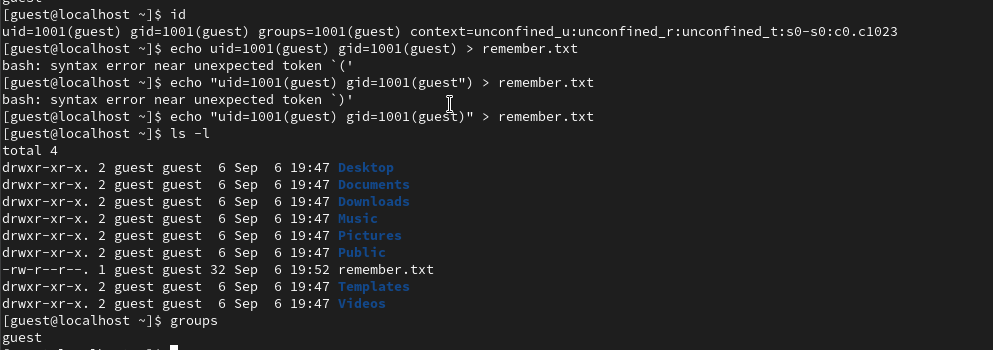 guest
[guest@localhost ~]$ id
uid=1001(guest) gid=1001(guest) groups=1001(guest) context=unconfined_u:unconfined_r:unconfined_t:s0-s0:c0.c1023
[guest@localhost ~]$ echo uid=1001(guest) gid=1001(guest) > remember.txt
bash: syntax error near unexpected token `('
[guest@localhost ~]$ echo "uid=1001(guest) gid=1001(guest") > remember.txt
bash: syntax error near unexpected token `)'
[guest@localhost ~]$ echo "uid=1001(guest) gid=1001(guest)" > remember.txt
[guest@localhost ~]$ ls -l
total 4
drwxr-xr-x. 2 guest guest  6 Sep  6 19:47 Desktop
drwxr-xr-x. 2 guest guest  6 Sep  6 19:47 Documents
drwxr-xr-x. 2 guest guest  6 Sep  6 19:47 Downloads
drwxr-xr-x. 2 guest guest  6 Sep  6 19:47 Music
drwxr-xr-x. 2 guest guest  6 Sep  6 19:47 Pictures
drwxr-xr-x. 2 guest guest  6 Sep  6 19:47 Public
-rw-r--r--. 1 guest guest 32 Sep  6 19:52 remember.txt
drwxr-xr-x. 2 guest guest  6 Sep  6 19:47 Templates
drwxr-xr-x. 2 guest guest  6 Sep  6 19:47 Videos
[guest@localhost ~]$ groups
guest